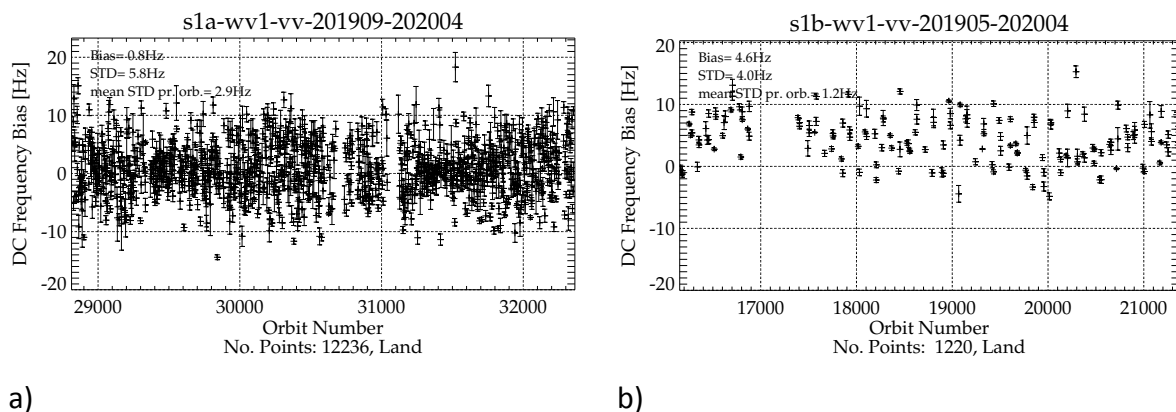 s1a-wv1-vv-201909-202004
Bias= 0.8Hz
STD= 5.8Hz
mean STD pr. orb.= 2.9Hz
DC Frequency Bias [Hz]
20
10
0
-10
-20
29000 30000 31000 32000
Orbit Number
No. Points: 12236, Land
a)
s1b-wv1-vv-201905-202004
Bias= 4.6Hz
STD= 4.0Hz
mean STD pr. orb.= 1.2Hz
DC Frequency Bias [Hz]
20
10
0
-10
-20
17000 18000 19000 20000 21000
Orbit Number
No. Points: 1220, Land
b)